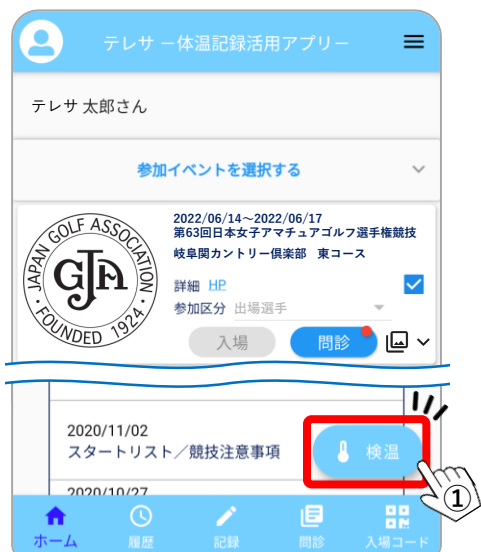 テレサ －体温記録活用アプリ－
テレサ 太郎さん
参加イベントを選択する
JAPAN GOLF ASSOCIATION
JGA
・FOUNDED 1924・
2022/06/14～2022/06/17
第63回日本女子アマチュアゴルフ選手権競技
岐阜関カントリー倶楽部 東コース
詳細 HP
参加区分 出場選手
入場
問診
2020/11/02
スタートリスト／競技注意事項
検温
2020/10/27
①
ホーム
履歴
記録
問診
入場コード